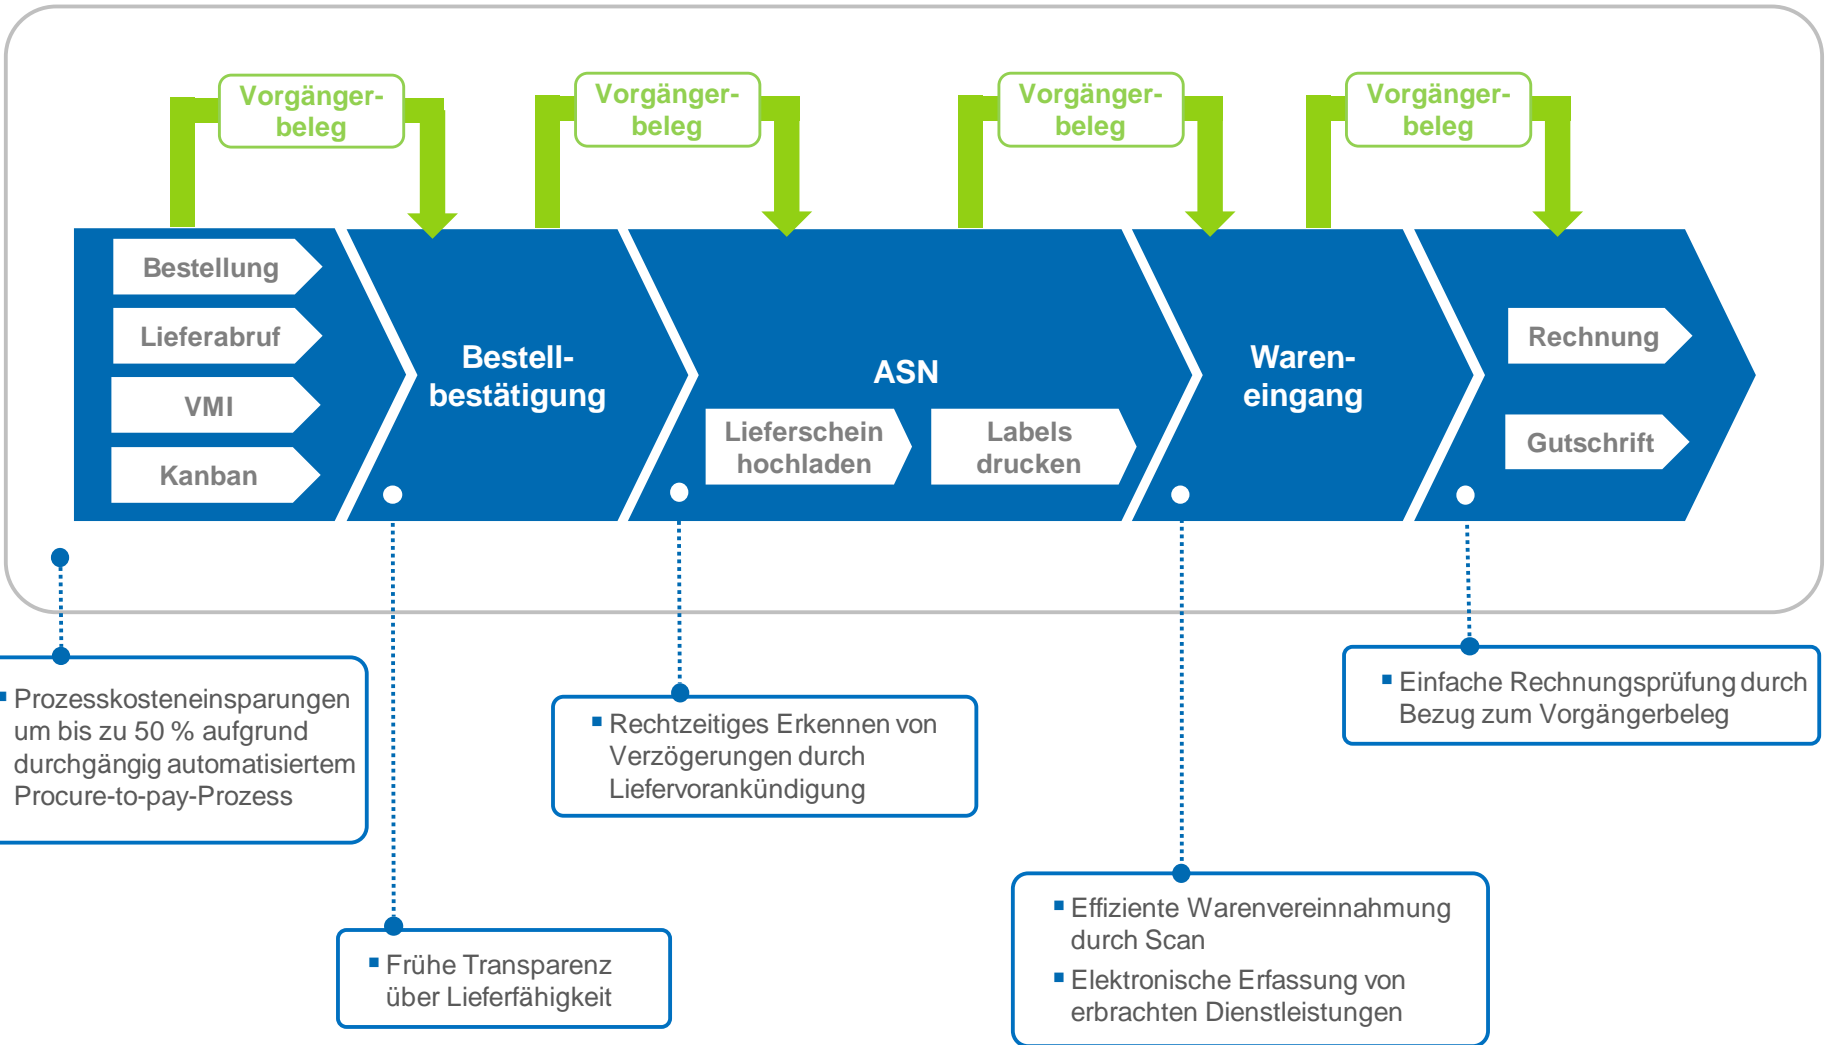 Vorgänger-
beleg
Vorgänger-
beleg
Vorgänger-
beleg
Vorgänger-
beleg
Bestellung
Lieferabruf
VMI
Kanban
Bestell-
bestätigung
ASN
Lieferschein
hochladen
Labels
drucken
Waren-
eingang
Rechnung
Gutschrift
▪ Prozesskosteneinsparungen
um bis zu 50 % aufgrund
durchgängig automatisiertem
Procure-to-pay-Prozess
▪ Frühe Transparenz
über Lieferfähigkeit
▪ Rechtzeitiges Erkennen von
Verzögerungen durch
Liefervorankündigung
▪ Effiziente Warenvereinnahmung
durch Scan
▪ Elektronische Erfassung von
erbrachten Dienstleistungen
▪ Einfache Rechnungsprüfung durch
Bezug zum Vorgängerbeleg